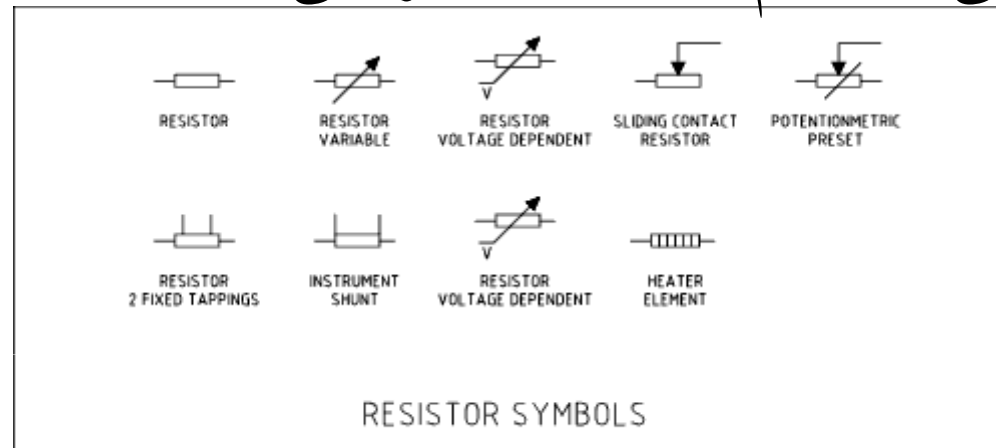 RESISTOR
RESISTOR
VARIABLE
V
RESISTOR
VOLTAGE DEPENDENT
SLIDING CONTACT
RESISTOR
POTENTIONMETRIC
PRESET
RESISTOR
2 FIXED TAPPINGS
INSTRUMENT
SHUNT
V
RESISTOR
VOLTAGE DEPENDENT
HEATER
ELEMENT
RESISTOR SYMBOLS